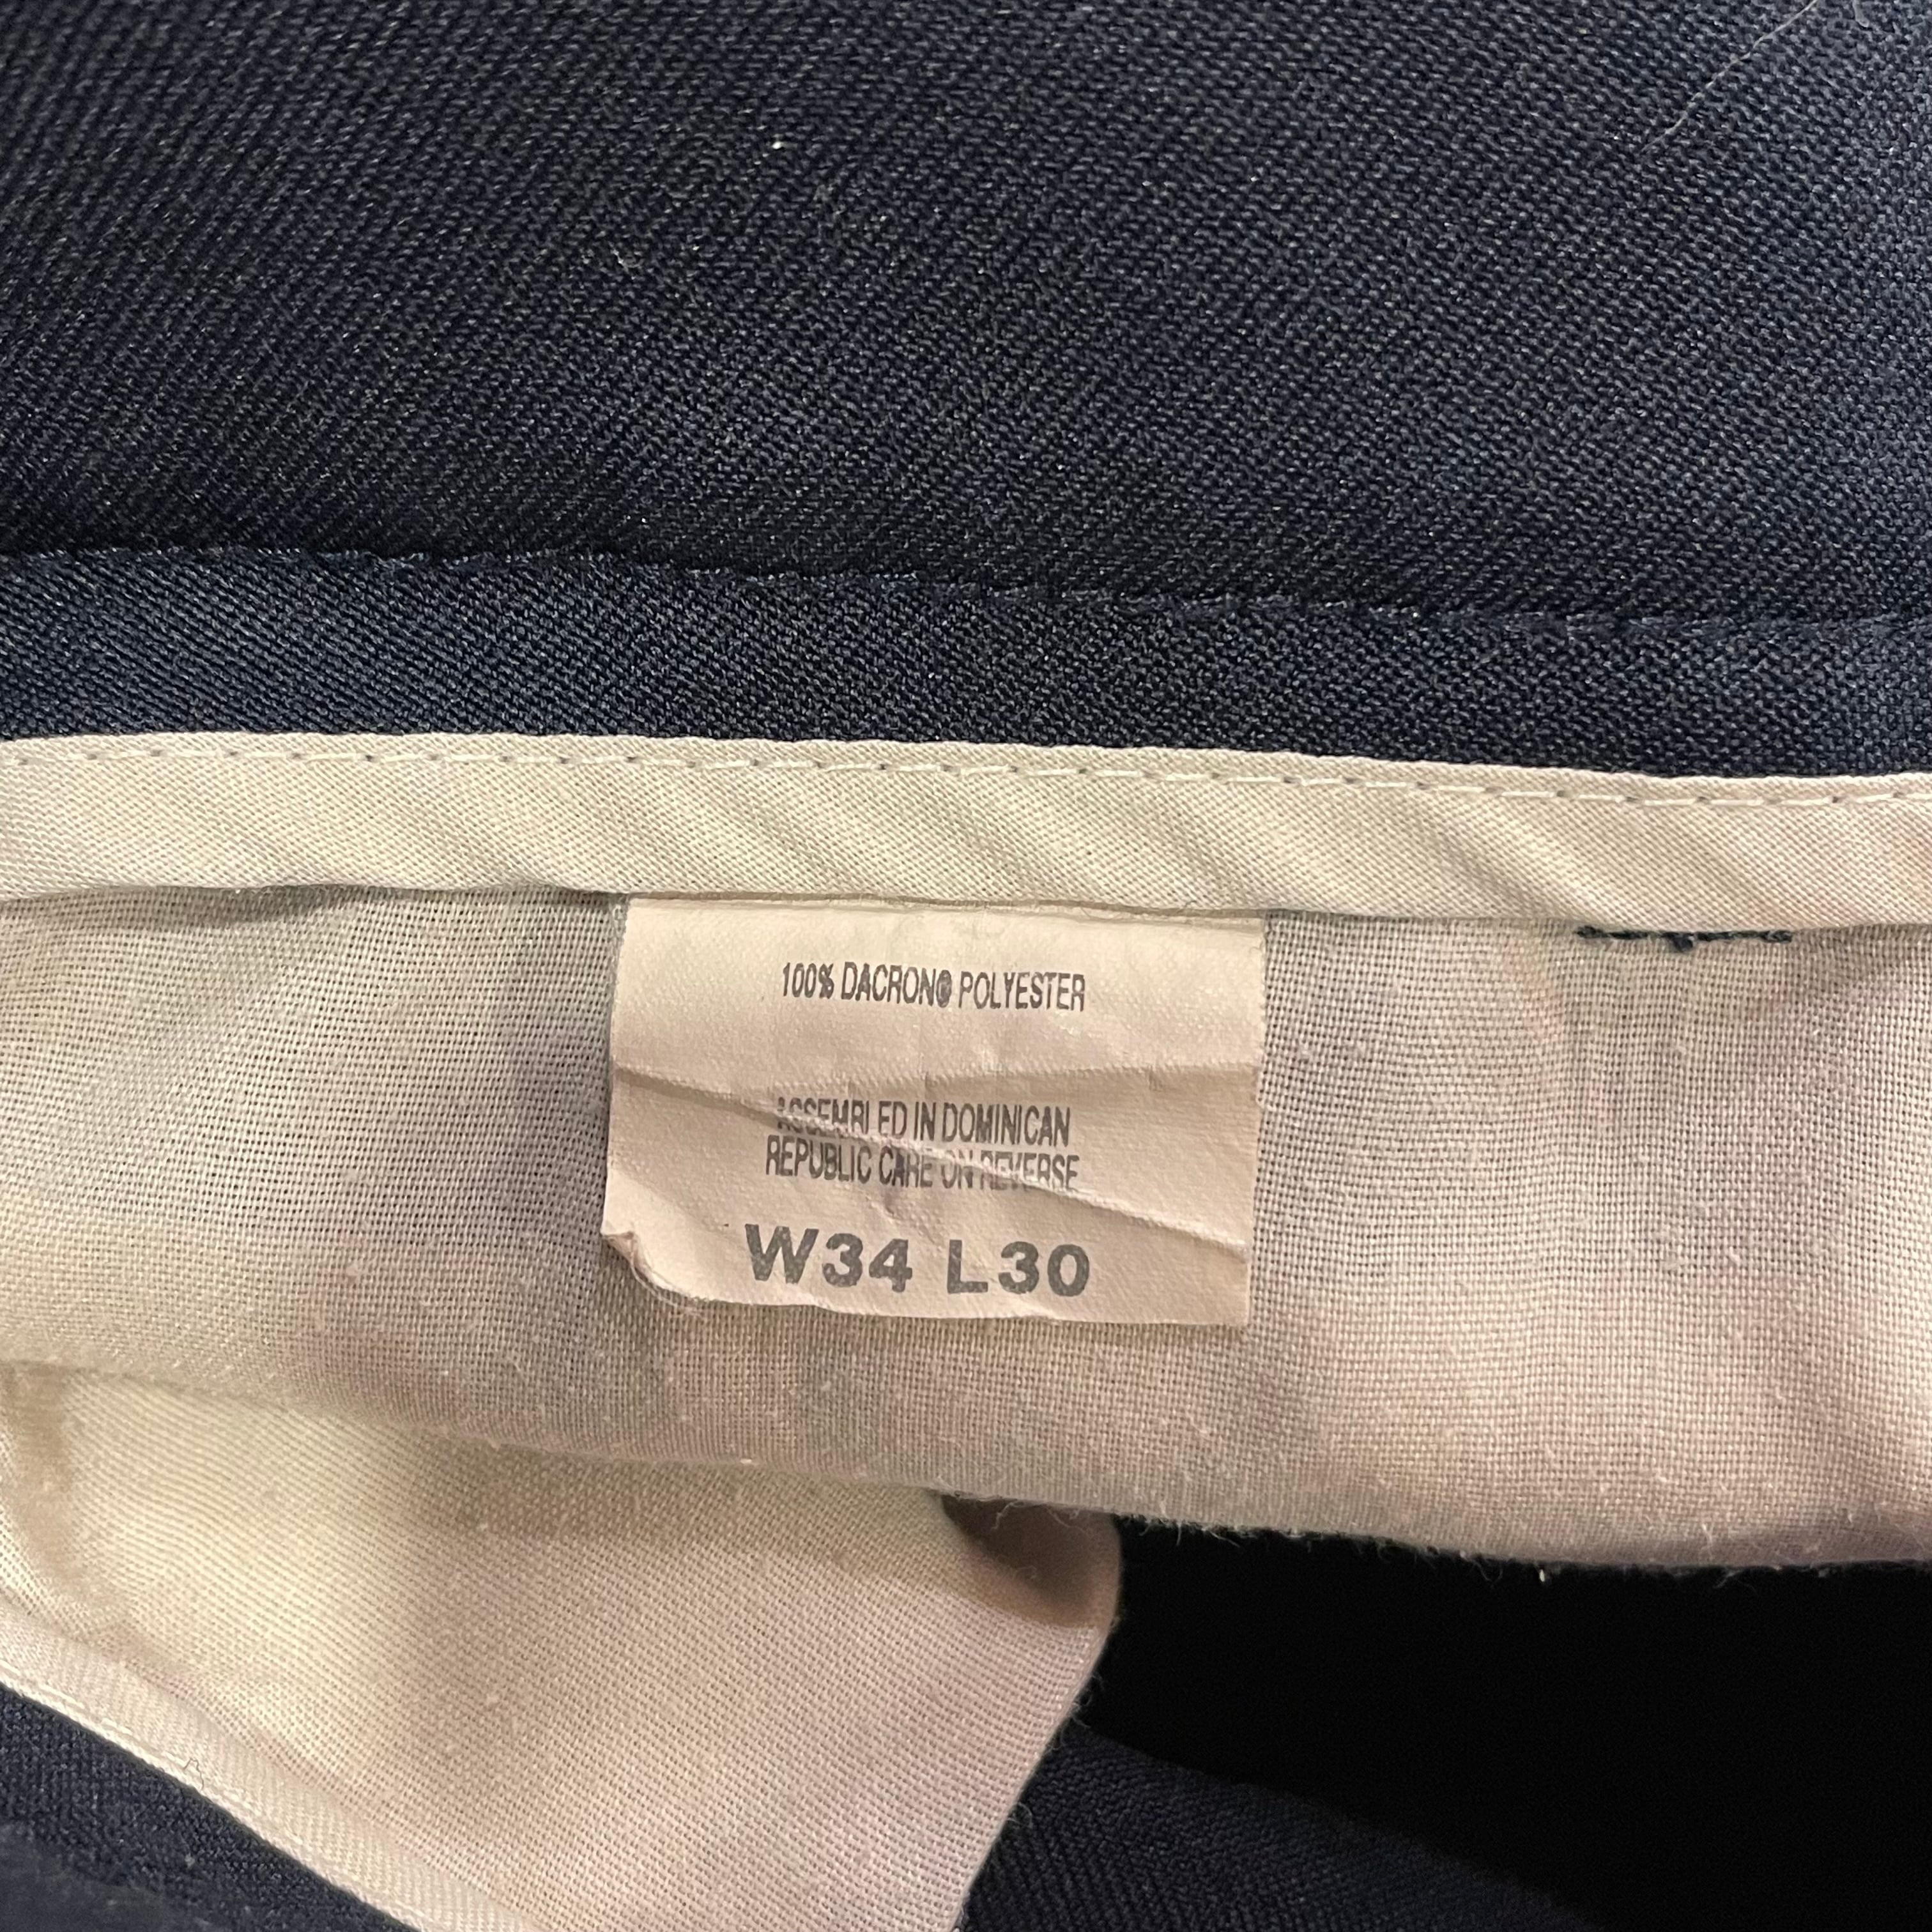 100% DACRON® POLYESTER
ASSEMBLED IN DOMINICAN
REPUBLIC CARE ON REVERSE
W34 L30